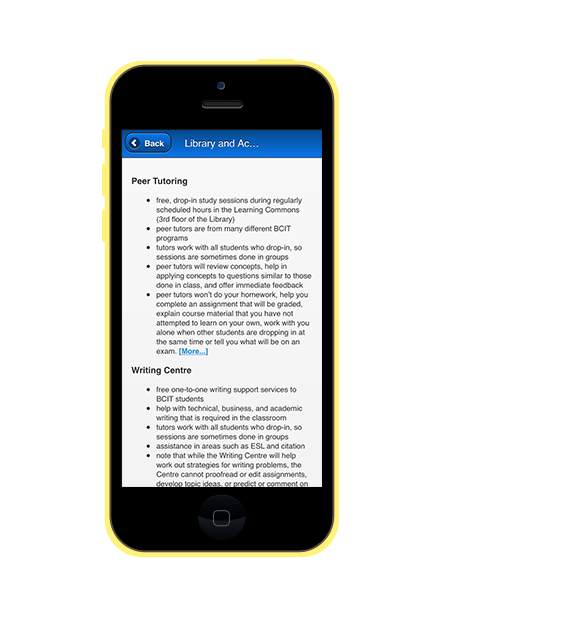 Back
Library and Ac...
Peer Tutoring
• free, drop-in study sessions during regularly
scheduled hours in the Learning Commons
(3rd floor of the Library)
• peer tutors are from many different BCIT
programs
• tutors work with all students who drop-in, so
sessions are sometimes done in groups
• peer tutors will review concepts, help in
applying concepts to questions similar to those
done in class, and offer immediate feedback
• peer tutors won't do your homework, help you
complete an assignment that will be graded,
explain course material that you have not
attempted to learn on your own, work with you
alone when other students are dropping in at
the same time or tell you what will be on an
exam. [More...]
Writing Centre
• free one-to-one writing support services to
BCIT students
• help with technical, business, and academic
writing that is required in the classroom
• tutors work with all students who drop-in, so
sessions are sometimes done in groups
• assistance in areas such as ESL and citation
• note that while the Writing Centre will help
work out strategies for writing problems, the
Centre cannot proofread or edit assignments,
develop topic ideas, or predict or comment on